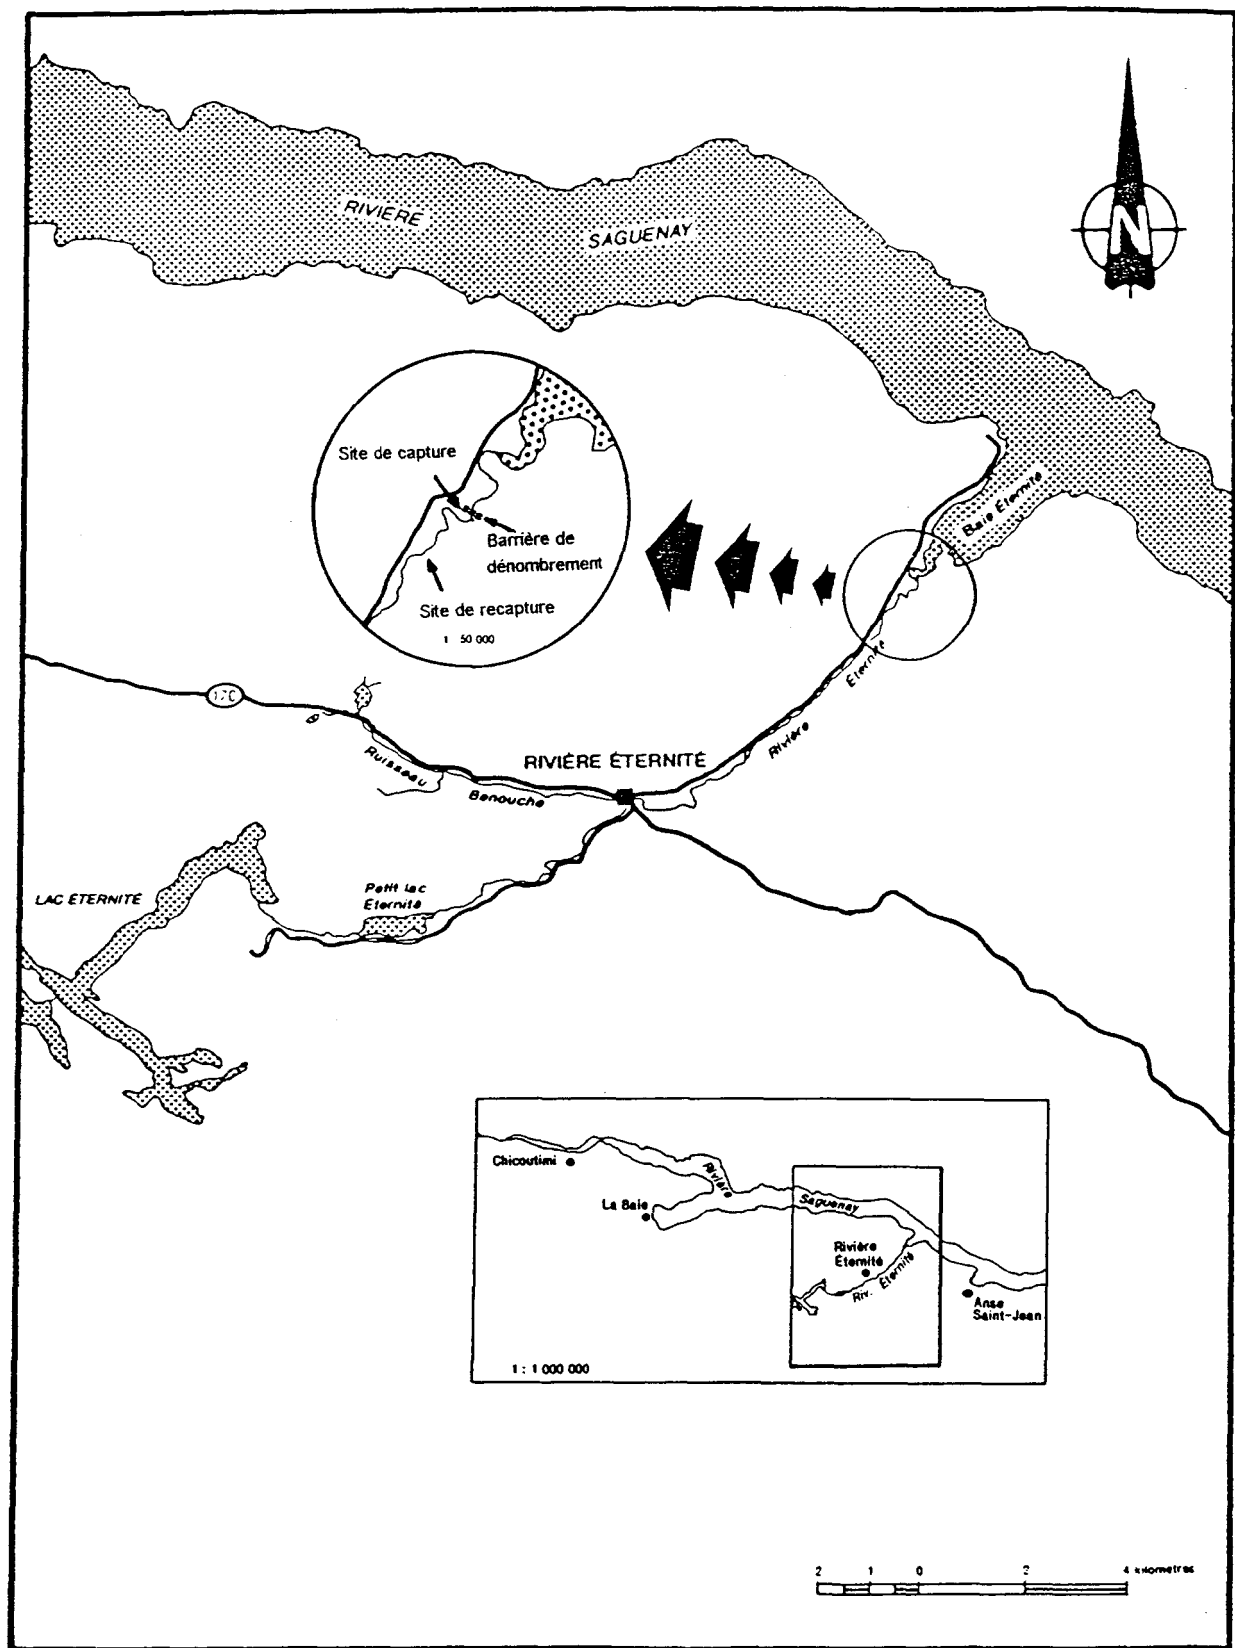 N
RIVIÈRE
SAGUENAY
Site de capture
Barrière de
dénombrement
Site de recapture
1 50 000
Baie Éternité
Rivière
Éternité
170
RIVIÈRE ÉTERNITÉ
Ruisseau
Benouche
LAC ÉTERNITÉ
Petit lac
Éternité
Chicoutimi
La Baie
Rivière
Saguenay
Rivière
Éternité
Riv. Éternité
Anse
Saint-Jean
1 : 1 000 000
2 1 0 2 4 kilometres